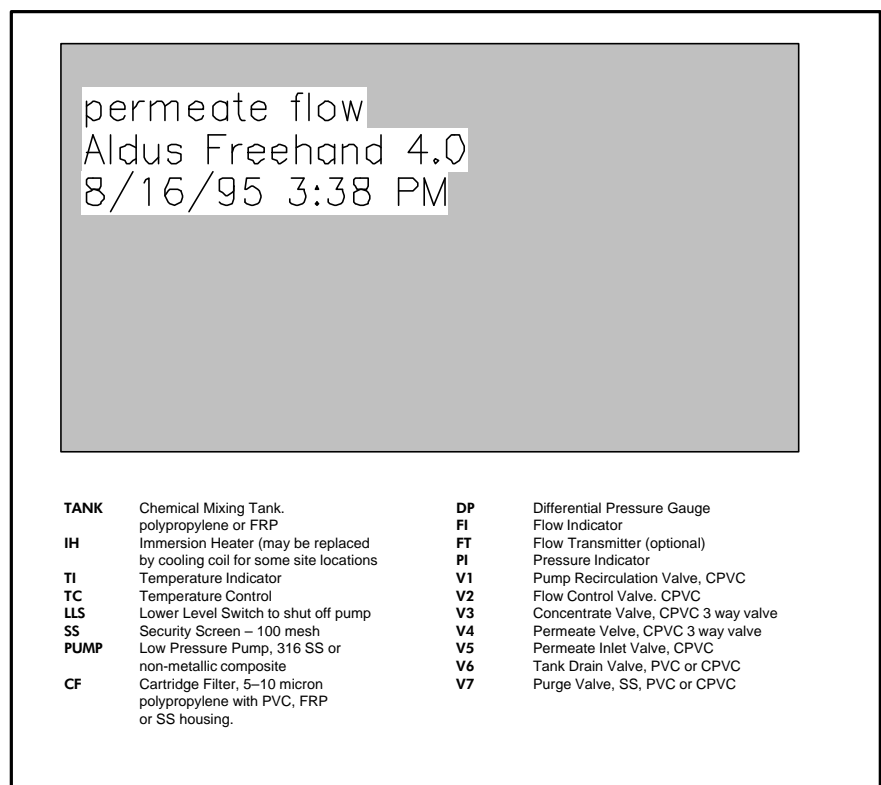 permeate flow
Aldus Freehand 4.0
8/16/95 3:38 PM
TANK Chemical Mixing Tank.
polypropylene or FRP
IH Immersion Heater (may be replaced
by cooling coil for some site locations
TI Temperature Indicator
TC Temperature Control
LLS Lower Level Switch to shut off pump
SS Security Screen – 100 mesh
PUMP Low Pressure Pump, 316 SS or
non-metallic composite
CF Cartridge Filter, 5–10 micron
polypropylene with PVC, FRP
or SS housing.
DP Differential Pressure Gauge
FI Flow Indicator
FT Flow Transmitter (optional)
PI Pressure Indicator
V1 Pump Recirculation Valve, CPVC
V2 Flow Control Valve. CPVC
V3 Concentrate Valve, CPVC 3 way valve
V4 Permeate Velve, CPVC 3 way valve
V5 Permeate Inlet Valve, CPVC
V6 Tank Drain Valve, PVC or CPVC
V7 Purge Valve, SS, PVC or CPVC